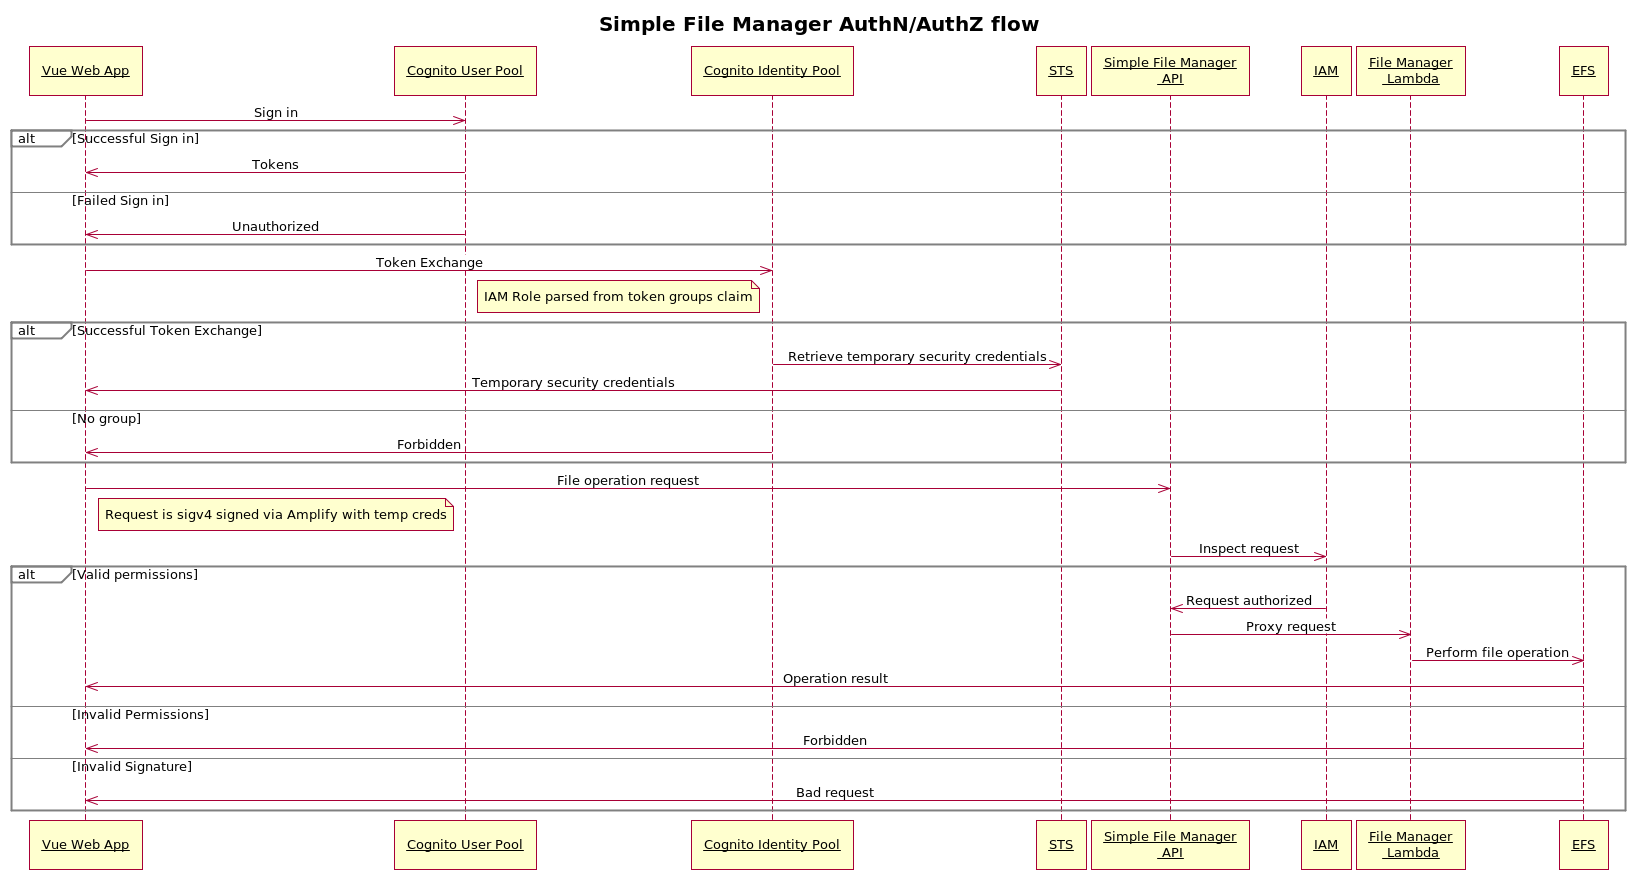 Simple File Manager AuthN/AuthZ flow
Vue Web App
Cognito User Pool
Cognito Identity Pool
STS
Simple File Manager
API
IAM
File Manager
Lambda
EFS
Sign in
alt
[Successful Sign in]
Tokens
[Failed Sign in]
Unauthorized
Token Exchange
IAM Role parsed from token groups claim
alt
[Successful Token Exchange]
Retrieve temporary security credentials
Temporary security credentials
[No group]
Forbidden
File operation request
Request is sigv4 signed via Amplify with temp creds
Inspect request
alt
[Valid permissions]
Request authorized
Proxy request
Perform file operation
Operation result
[Invalid Permissions]
Forbidden
[Invalid Signature]
Bad request
Vue Web App
Cognito User Pool
Cognito Identity Pool
STS
Simple File Manager
API
IAM
File Manager
Lambda
EFS